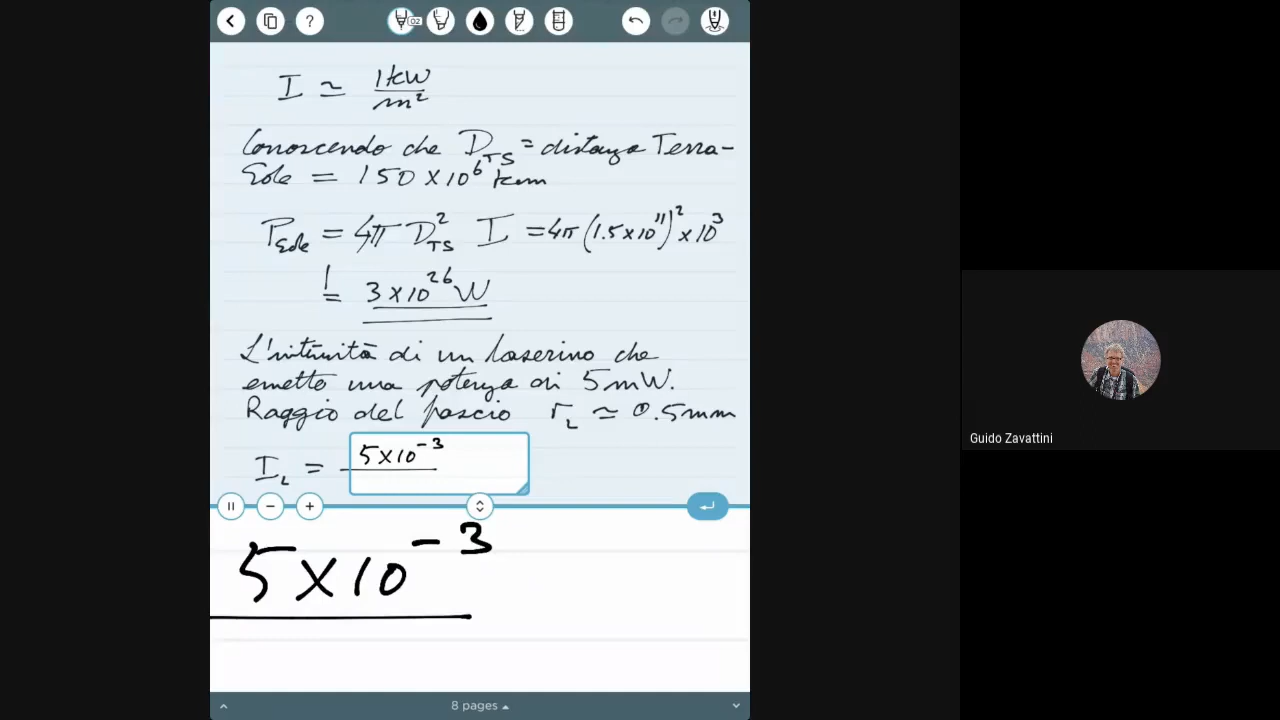 ?
02
I ≃ 1kW/m²
Conoscendo che D_TS = distanza Terra-
Sole = 150 × 10⁶ km
P_Sole = 4π D²_TS I = 4π (1.5×10¹¹)² × 10³
= 3 × 10²⁶ W
L'intensità di un laserino che
emette una potenza di 5mW.
Raggio del fascio r_L ≃ 0.5mm
I_L = 5×10⁻³
5×10⁻³
Guido Zavattini
8 pages